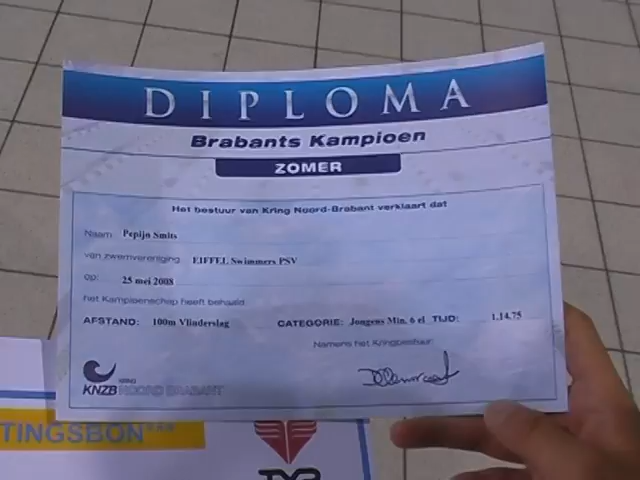 DIPLOMA
Brabants Kampioen
ZOMER
Het bestuur van Kring Noord-Brabant verklaart dat
Naam: Pepijn Smits
van zwemvereniging EIFFEL Swimmers PSV
op: 25 mei 2008
het Kampioenschap heeft behaald
AFSTAND: 100m Vlinderslag CATEGORIE: Jongens Min. 6 el TIJD: 1.14.75
Namens het Kringbestuur:
KRING
KNZB NOORD BRABANT
TINGSBON
TYR